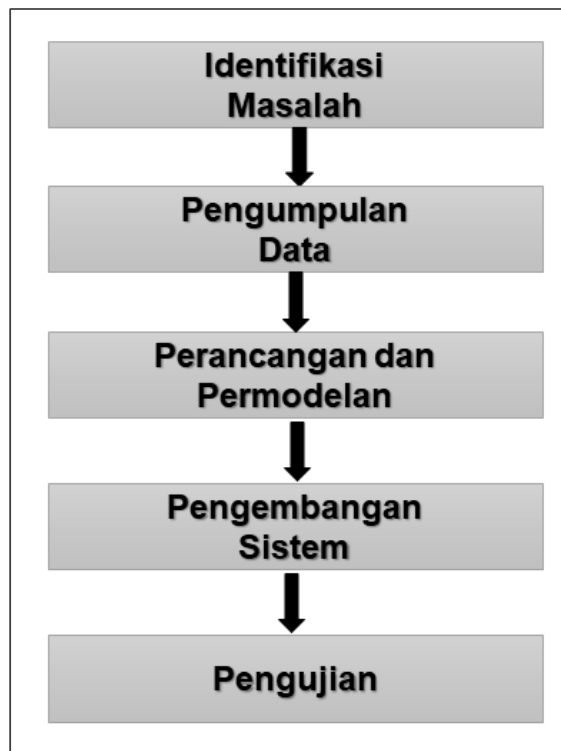 Identifikasi
Masalah
Pengumpulan
Data
Perancangan dan
Permodelan
Pengembangan
Sistem
Pengujian